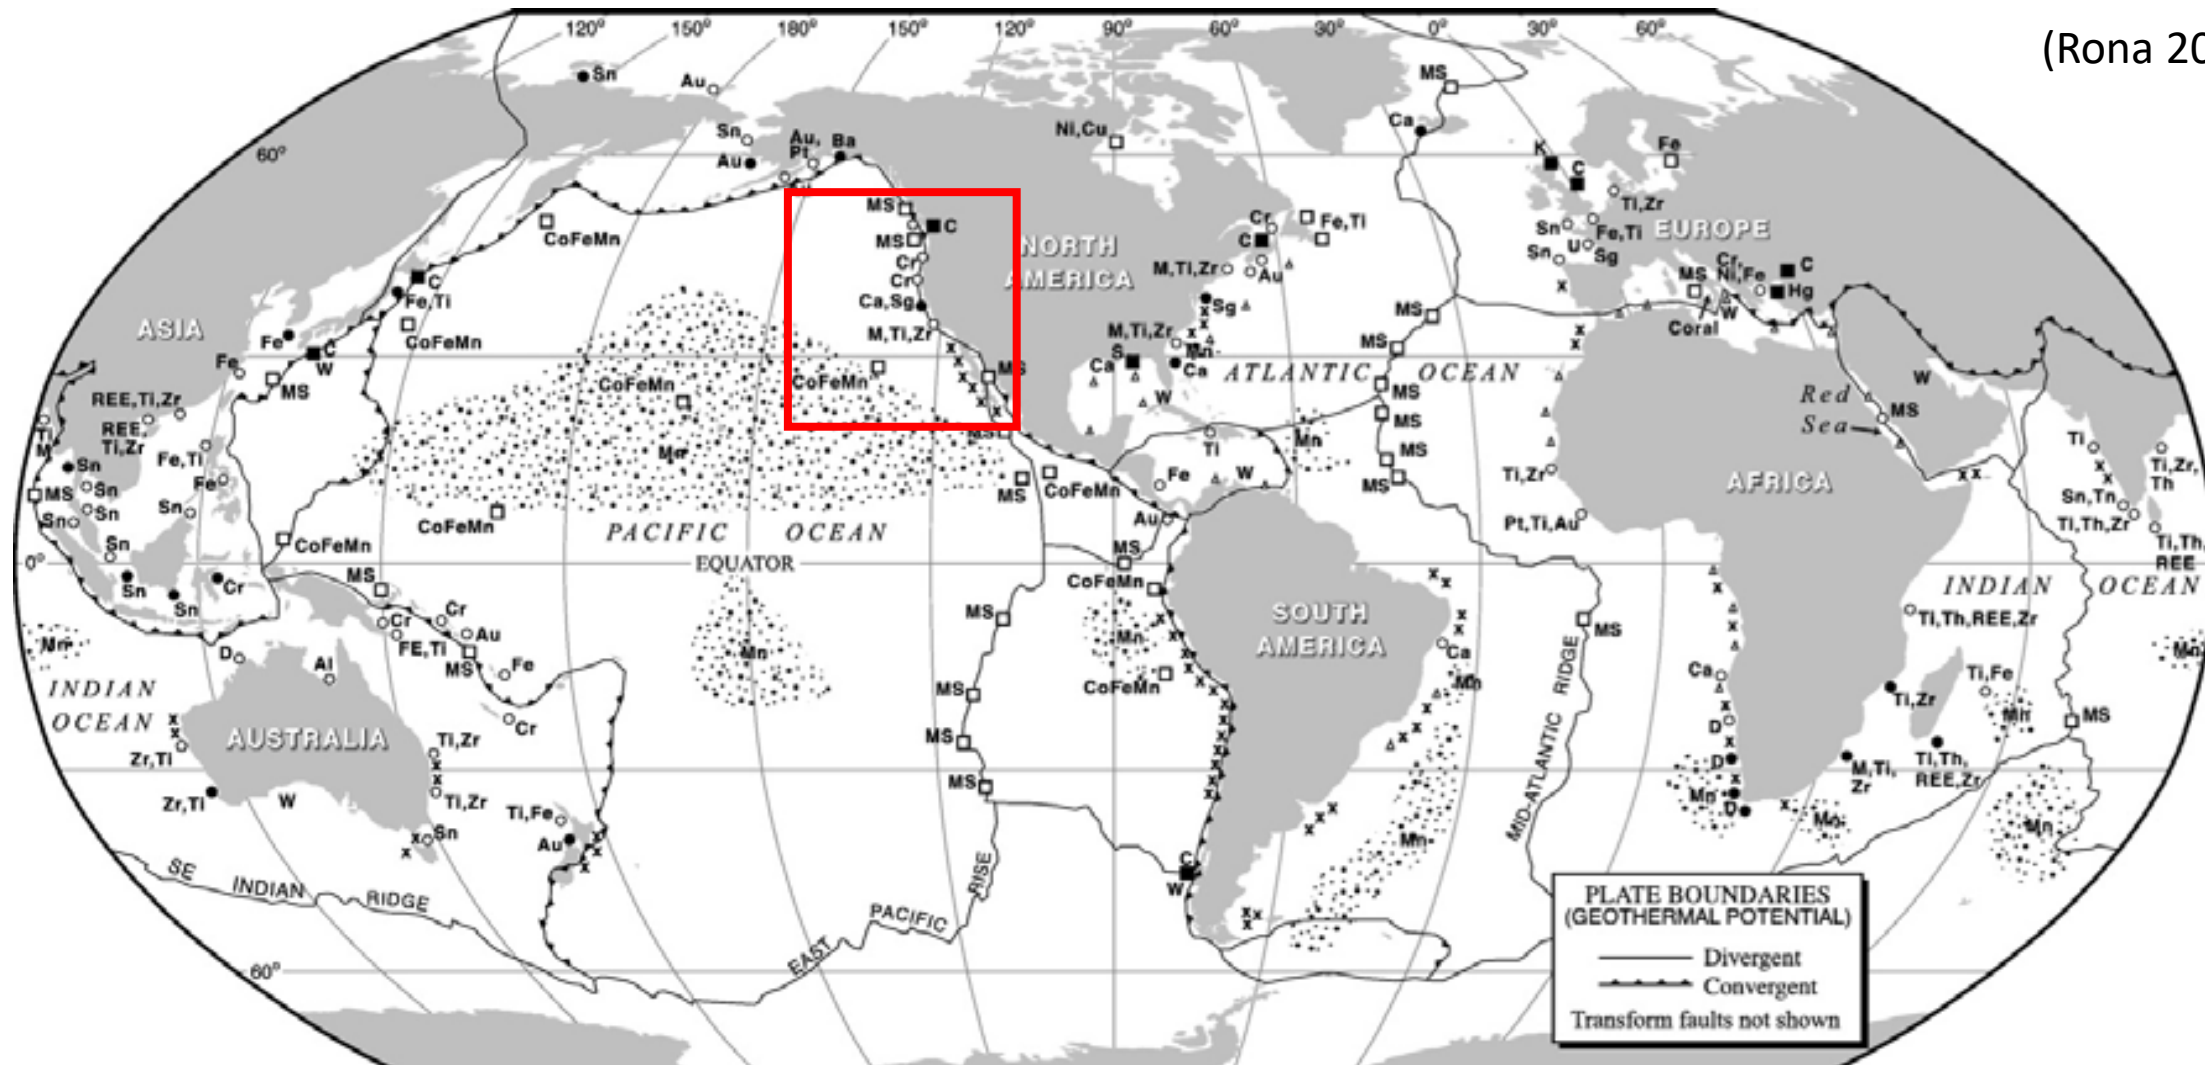 (Rona 20
120°
150°
180°
150°
120°
90°
60°
30°
0°
30°
Sn
Au
MS
Ca
Ni,Cu
Sn
Au
Au,
Pt
Ba
60°
K
C
Fe
Ti,Zr
Fe,Ti
EUROPE
Sn
U
Sg
Sn
MS
C
MS
Cr
Cr
Ca,Sg
M,Ti,Zr
CoFeMn
MS
NORTH
AMERICA
Cr
C
Fe,Ti
M,Ti,Zr
Au
Sg
M,Ti,Zr
Mn
S
Ca
Ca
W
CoFeMn
C
Fe,Ti
CoFeMn
ASIA
Fe
C
W
Fe
MS
CoFeMn
Mn
MS
MS
CoFeMn
MS
MS
ATLANTIC OCEAN
MS
MS
MS
MS
Mn
Cr,
Ni,Fe
MS
C
Hg
W
Coral
W
Red
Sea
MS
REE,Ti,Zr
REE,
Ti,Zr
Ti
M
Sn
Fe,Ti
Fe
MS
Sn
Sn
Sn
Sn
Sn
CoFeMn
PACIFIC OCEAN
Ti
Fe
W
Au
Ti,Zr
AFRICA
Pt,Ti,Au
Ti
Ti,Zr,
Th
Sn,Tn
Ti,Th,Zr
Ti,Th,
REE
0°
CoFeMn
EQUATOR
MS
CoFeMn
Sn
Sn
Cr
MS
Cr
Cr
FE,Ti
Au
MS
Fe
Cr
Mn
MS
Mn
CoFeMn
SOUTH
AMERICA
Ca
Mn
MS
INDIAN OCEAN
Ti,Th,REE,Zr
Mn
D
Al
Mn
INDIAN
OCEAN
AUSTRALIA
Zr,Ti
Zr,Ti
W
Ti,Zr
Ti,Zr
Sn
Ti,Fe
Au
MS
MS
MS
Ca
D
D
D
Mn
Ti,Fe
Ti,Zr
Mn
MS
M,Ti,
Zr
Ti,Th,
REE,Zr
Mn
Mn
Mn
MID-ATLANTIC RIDGE
C
W
SE INDIAN RIDGE
EAST PACIFIC RISE
60°
PLATE BOUNDARIES
(GEOTHERMAL POTENTIAL)
Divergent
Convergent
Transform faults not shown